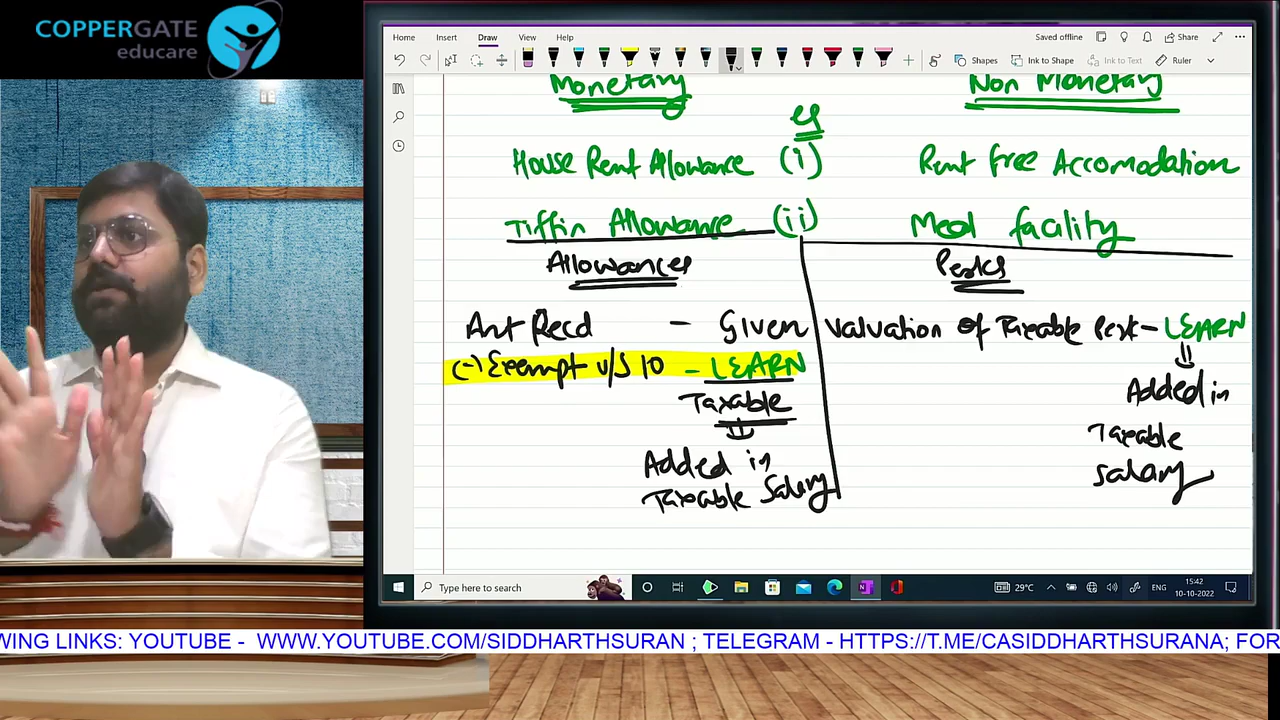 COPPERGATE
educare
Home Insert Draw View Help
Saved offline
Share
Shapes
Ink to Shape
Ink to Text
Ruler
Monetary Non Monetary
eg
House Rent Allowance (i) Rent free Accomodation
Tiffin Allowance (ii) Meal facility
Allowances Perks
Amt Recd - Given Valuation of Taxable Perk - LEARN
(-) Exempt v/s 10 - LEARN
Taxable Added in
Added in Taxable
Taxable Salary Salary
Type here to search
29°C
ENG
15:42
10-10-2022
WING LINKS: YOUTUBE - WWW.YOUTUBE.COM/SIDDHARTHSURAN ; TELEGRAM - HTTPS://T.ME/CASIDDHARTHSURANA; FOR